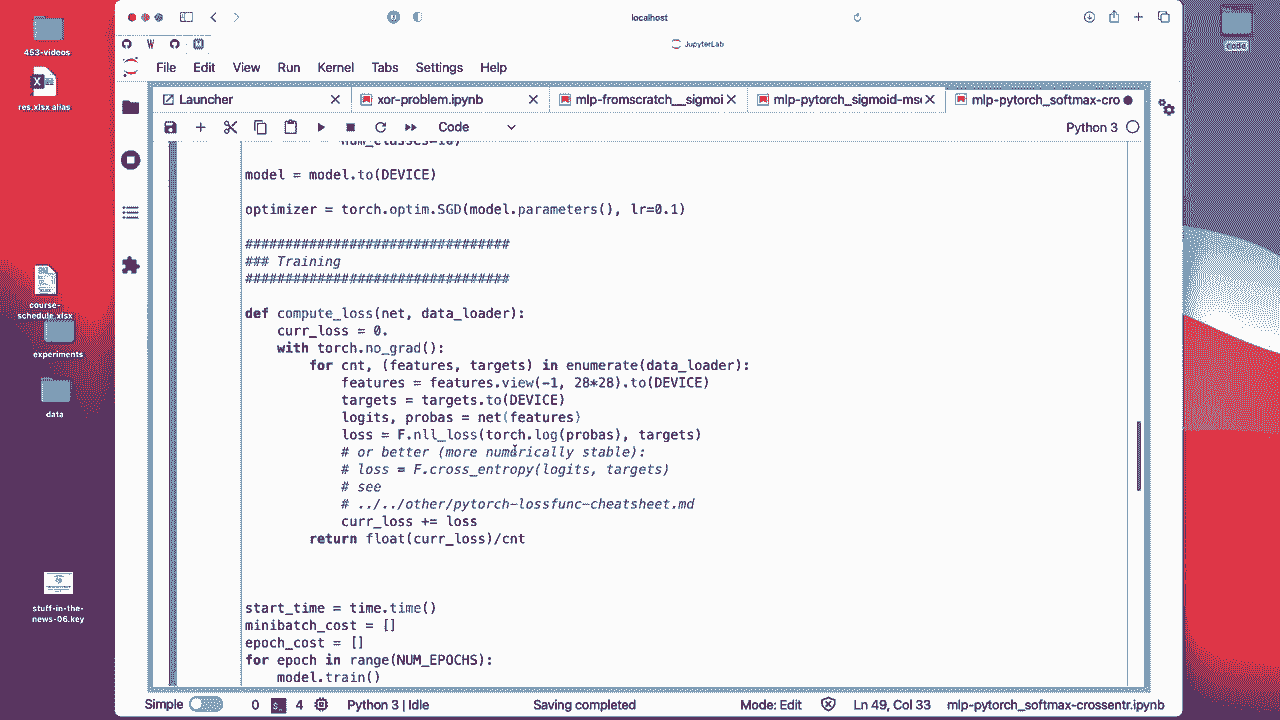 localhost
453-videos
code
JupyterLab
File Edit View Run Kernel Tabs Settings Help
res.xlsx alias
Launcher
xor-problem.ipynb
mlp-fromscratch__sigmoi
mlp-pytorch_sigmoid-mse
mlp-pytorch_softmax-cro
Code
Python 3
num_classes=10)
model = model.to(DEVICE)
optimizer = torch.optim.SGD(model.parameters(), lr=0.1)
#################################
### Training
#################################
def compute_loss(net, data_loader):
curr_loss = 0.
with torch.no_grad():
for cnt, (features, targets) in enumerate(data_loader):
features = features.view(-1, 28*28).to(DEVICE)
targets = targets.to(DEVICE)
logits, probas = net(features)
loss = F.nll_loss(torch.log(probas), targets)
# or better (more numerically stable):
# loss = F.cross_entropy(logits, targets)
# see
# ../../other/pytorch-lossfunc-cheatsheet.md
curr_loss += loss
return float(curr_loss)/cnt
start_time = time.time()
minibatch_cost = []
epoch_cost = []
for epoch in range(NUM_EPOCHS):
model.train()
course-
schedule.xlsx
experiments
data
stuff-in-the-
news-06.key
Simple 0 $_ 4 Python 3 | Idle Saving completed Mode: Edit Ln 49, Col 33 mlp-pytorch_softmax-crossentr.ipynb